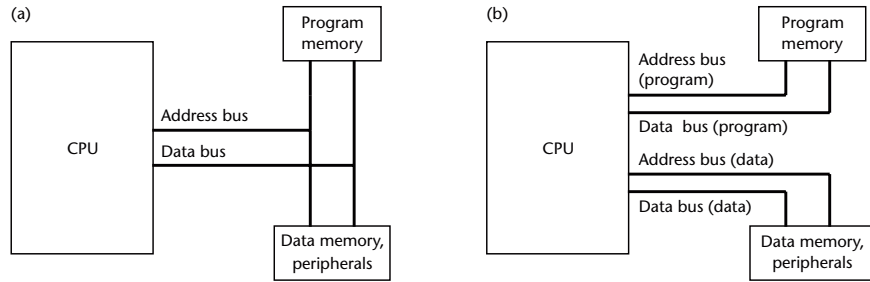 (a)
Program
memory
Address bus
CPU
Data bus
Data memory,
peripherals
(b)
Program
memory
Address bus
(program)
Data bus (program)
CPU
Address bus (data)
Data bus (data)
Data memory,
peripherals